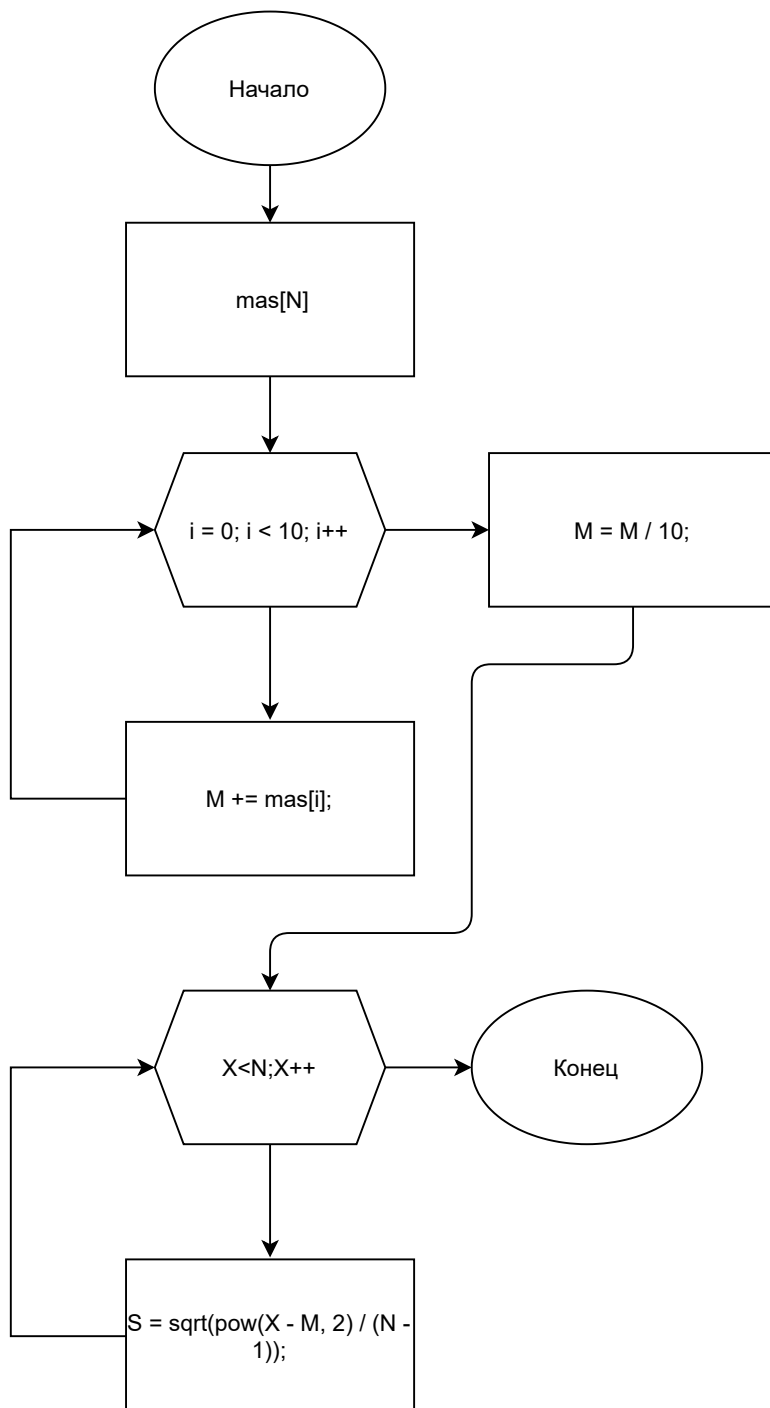 Начало
mas[N]
i = 0; i < 10; i++
M = M / 10;
M += mas[i];
X<N;X++
Конец
S = sqrt(pow(X - M, 2) / (N -
1));